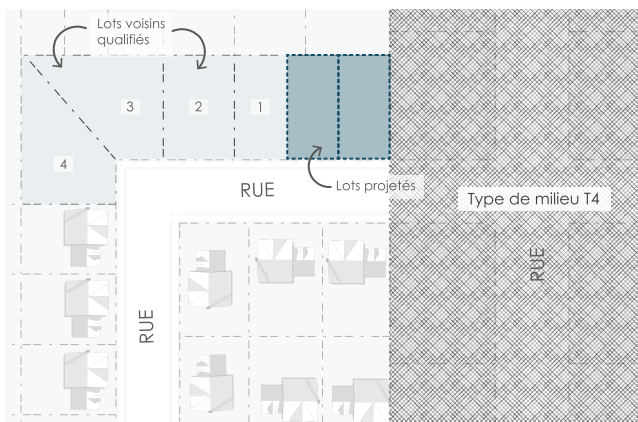 Lots voisins
qualifiés
3
2
1
4
RUE
Lots projetés
Type de milieu T4
RUE
RUE